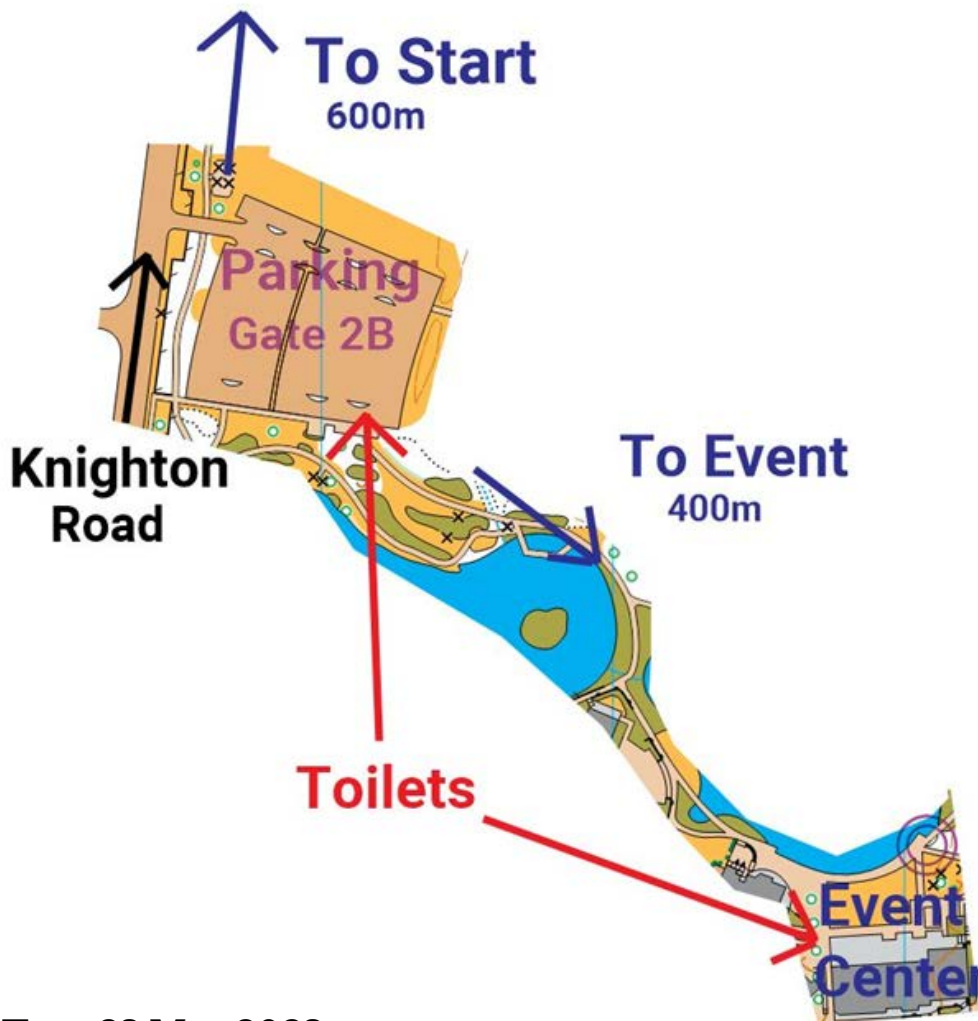 To Start
600m
Parking
Gate 2B
Knighton
Road
To Event
400m
Toilets
Event
Center